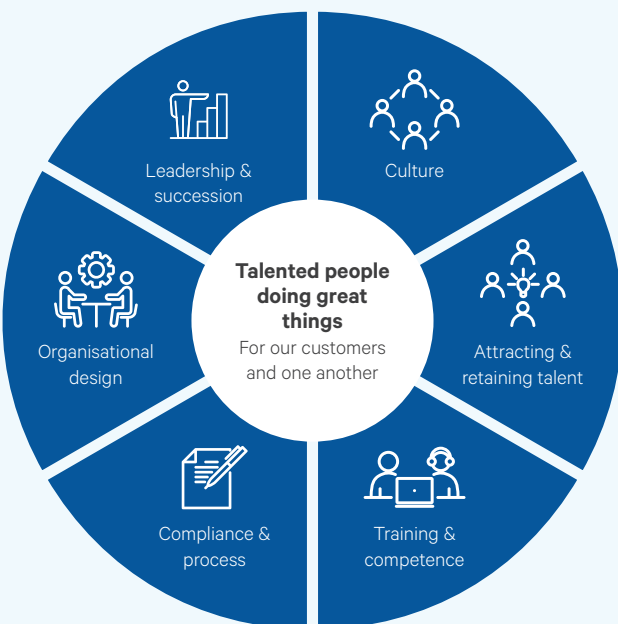 Leadership &
succession
Culture
Talented people
doing great
things
For our customers
and one another
Organisational
design
Attracting &
retaining talent
Compliance &
process
Training &
competence